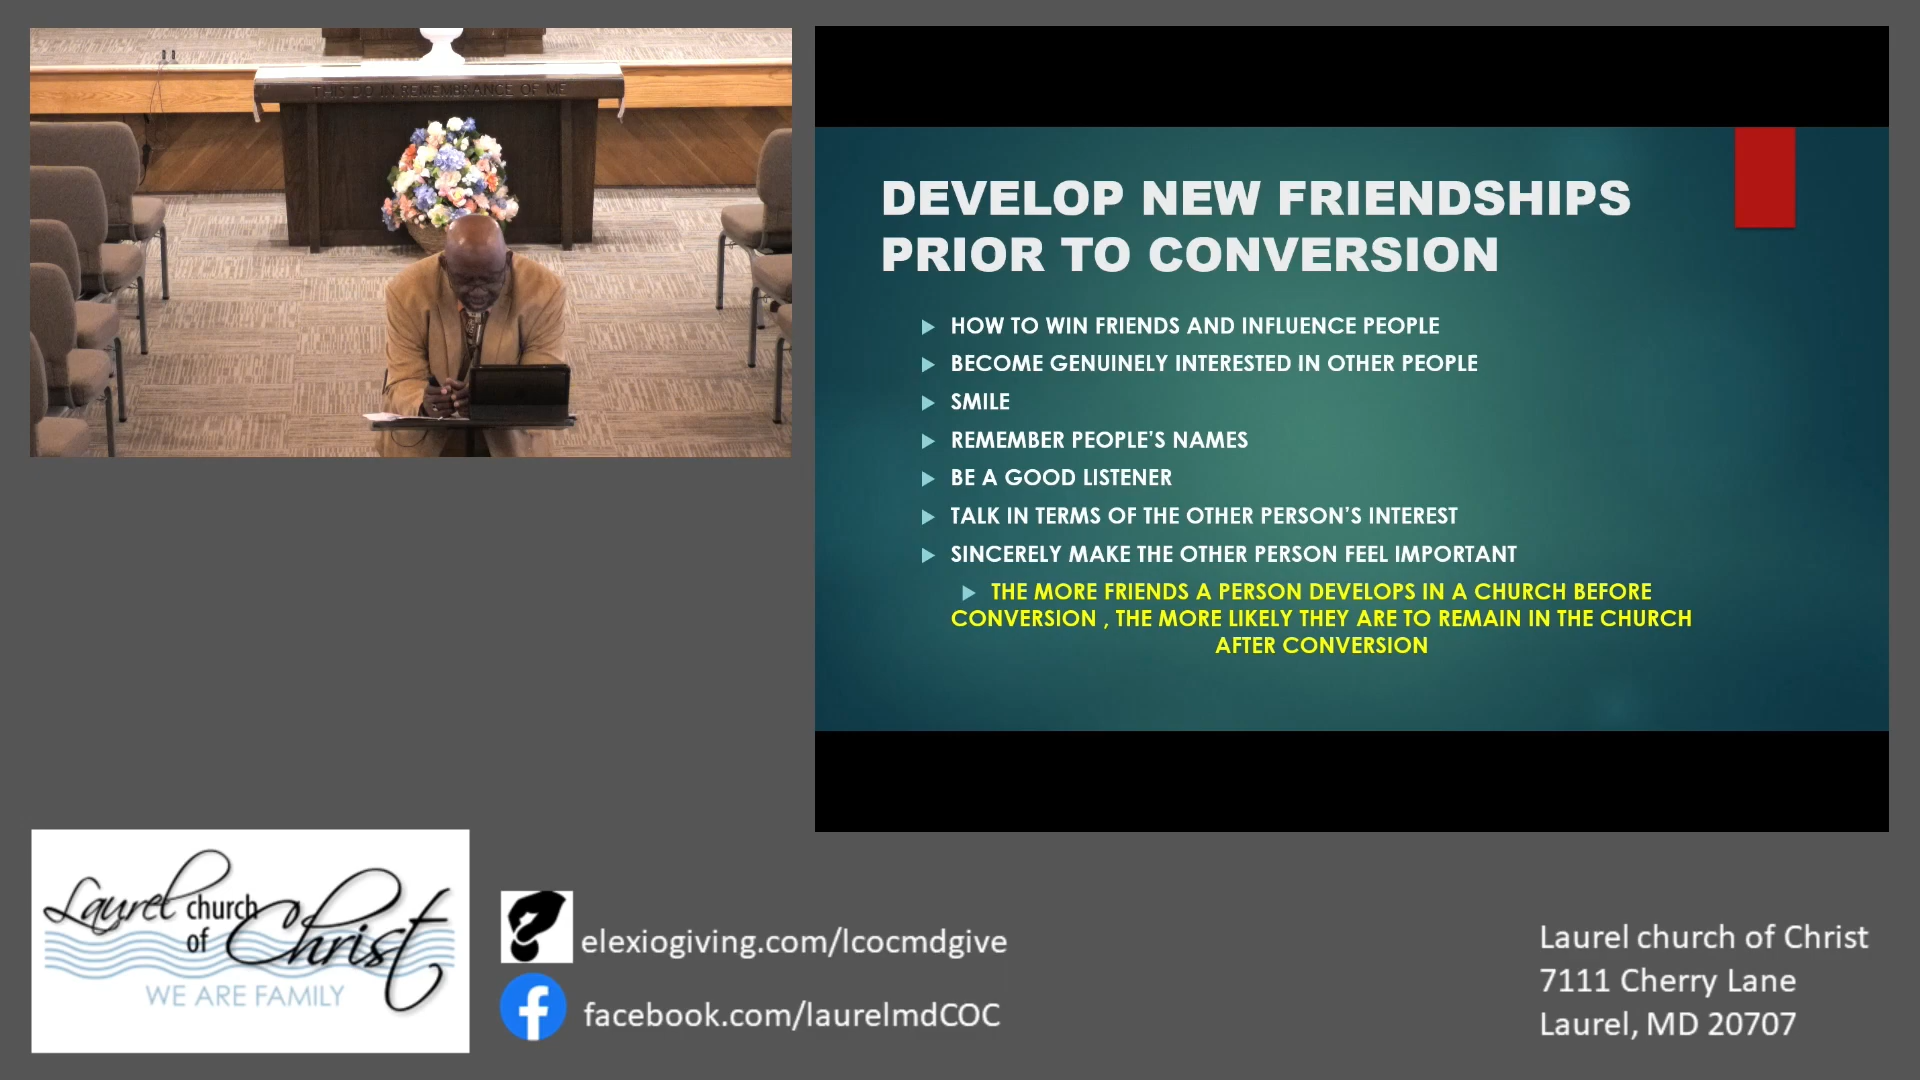 THIS DO IN REMEMBRANCE OF ME
DEVELOP NEW FRIENDSHIPS
PRIOR TO CONVERSION
HOW TO WIN FRIENDS AND INFLUENCE PEOPLE
BECOME GENUINELY INTERESTED IN OTHER PEOPLE
SMILE
REMEMBER PEOPLE'S NAMES
BE A GOOD LISTENER
TALK IN TERMS OF THE OTHER PERSON'S INTEREST
SINCERELY MAKE THE OTHER PERSON FEEL IMPORTANT
THE MORE FRIENDS A PERSON DEVELOPS IN A CHURCH BEFORE
CONVERSION , THE MORE LIKELY THEY ARE TO REMAIN IN THE CHURCH
AFTER CONVERSION
Laurel church
of Christ
WE ARE FAMILY
elexiogiving.com/lcocmdgive
facebook.com/laurelmdCOC
Laurel church of Christ
7111 Cherry Lane
Laurel, MD 20707